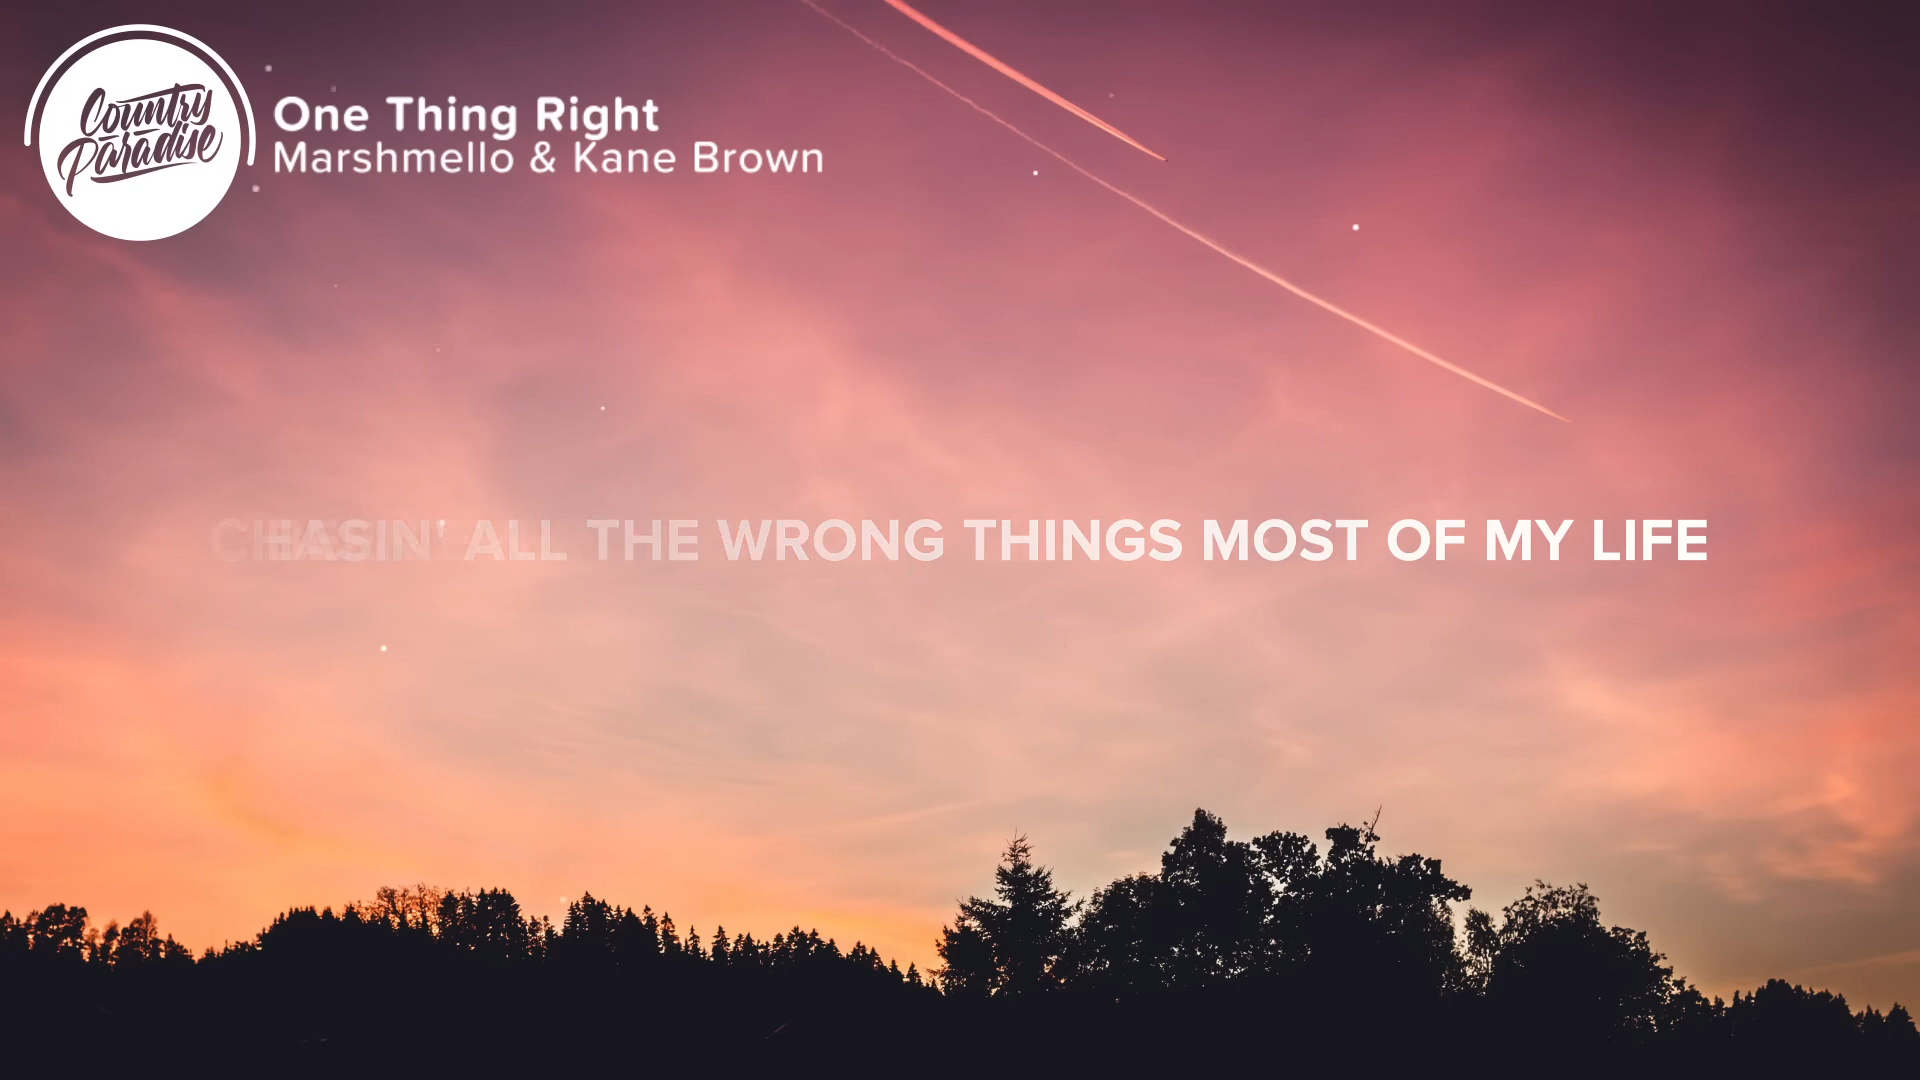 Country
Paradise
One Thing Right
Marshmello & Kane Brown
CHASIN' ALL THE WRONG THINGS MOST OF MY LIFE